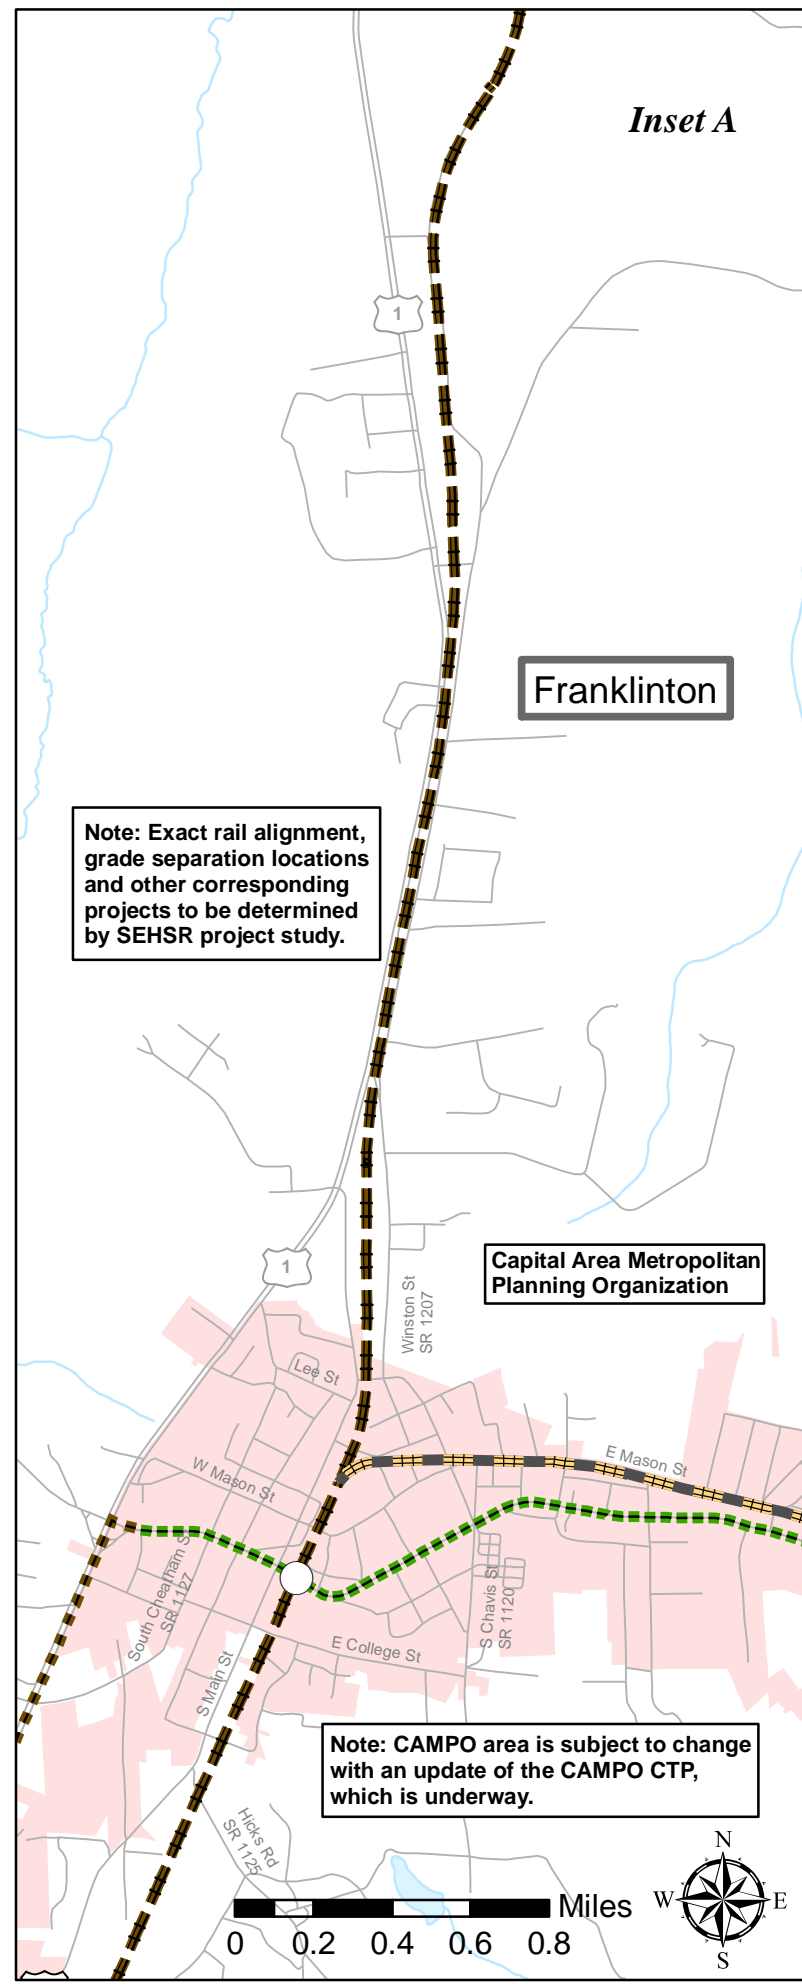 Inset A
1
Franklinton
Note: Exact rail alignment,
grade separation locations
and other corresponding
projects to be determined
by SEHSR project study.
Capital Area Metropolitan
Planning Organization
1
Winston St
SR 1207
Lee St
E Mason St
W Mason St
South Cheatham St
SR 1127
S Chavis St
SR 1120
E College St
S Main St
Note: CAMPO area is subject to change
with an update of the CAMPO CTP,
which is underway.
Hicks Rd
SR 1125
N
W E
S
Miles
0 0.2 0.4 0.6 0.8